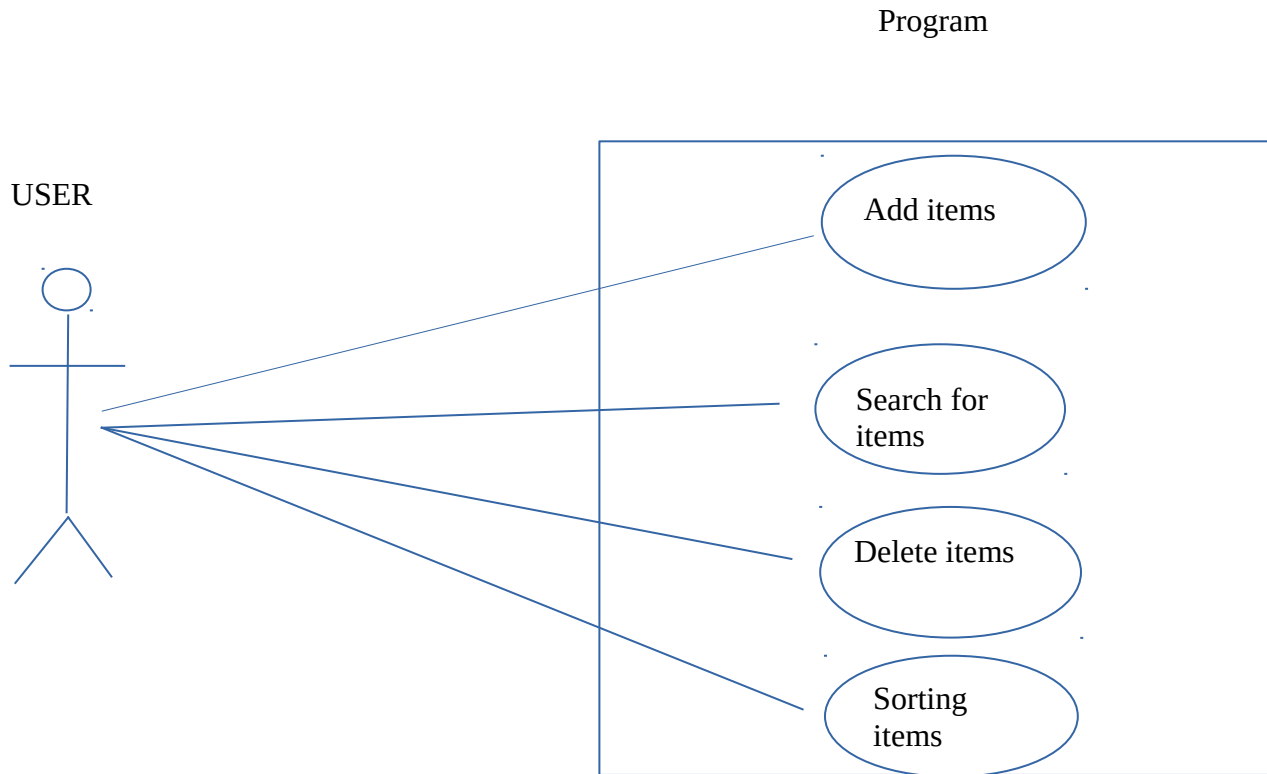 Program
USER
Add items
Search for
items
Delete items
Sorting
items